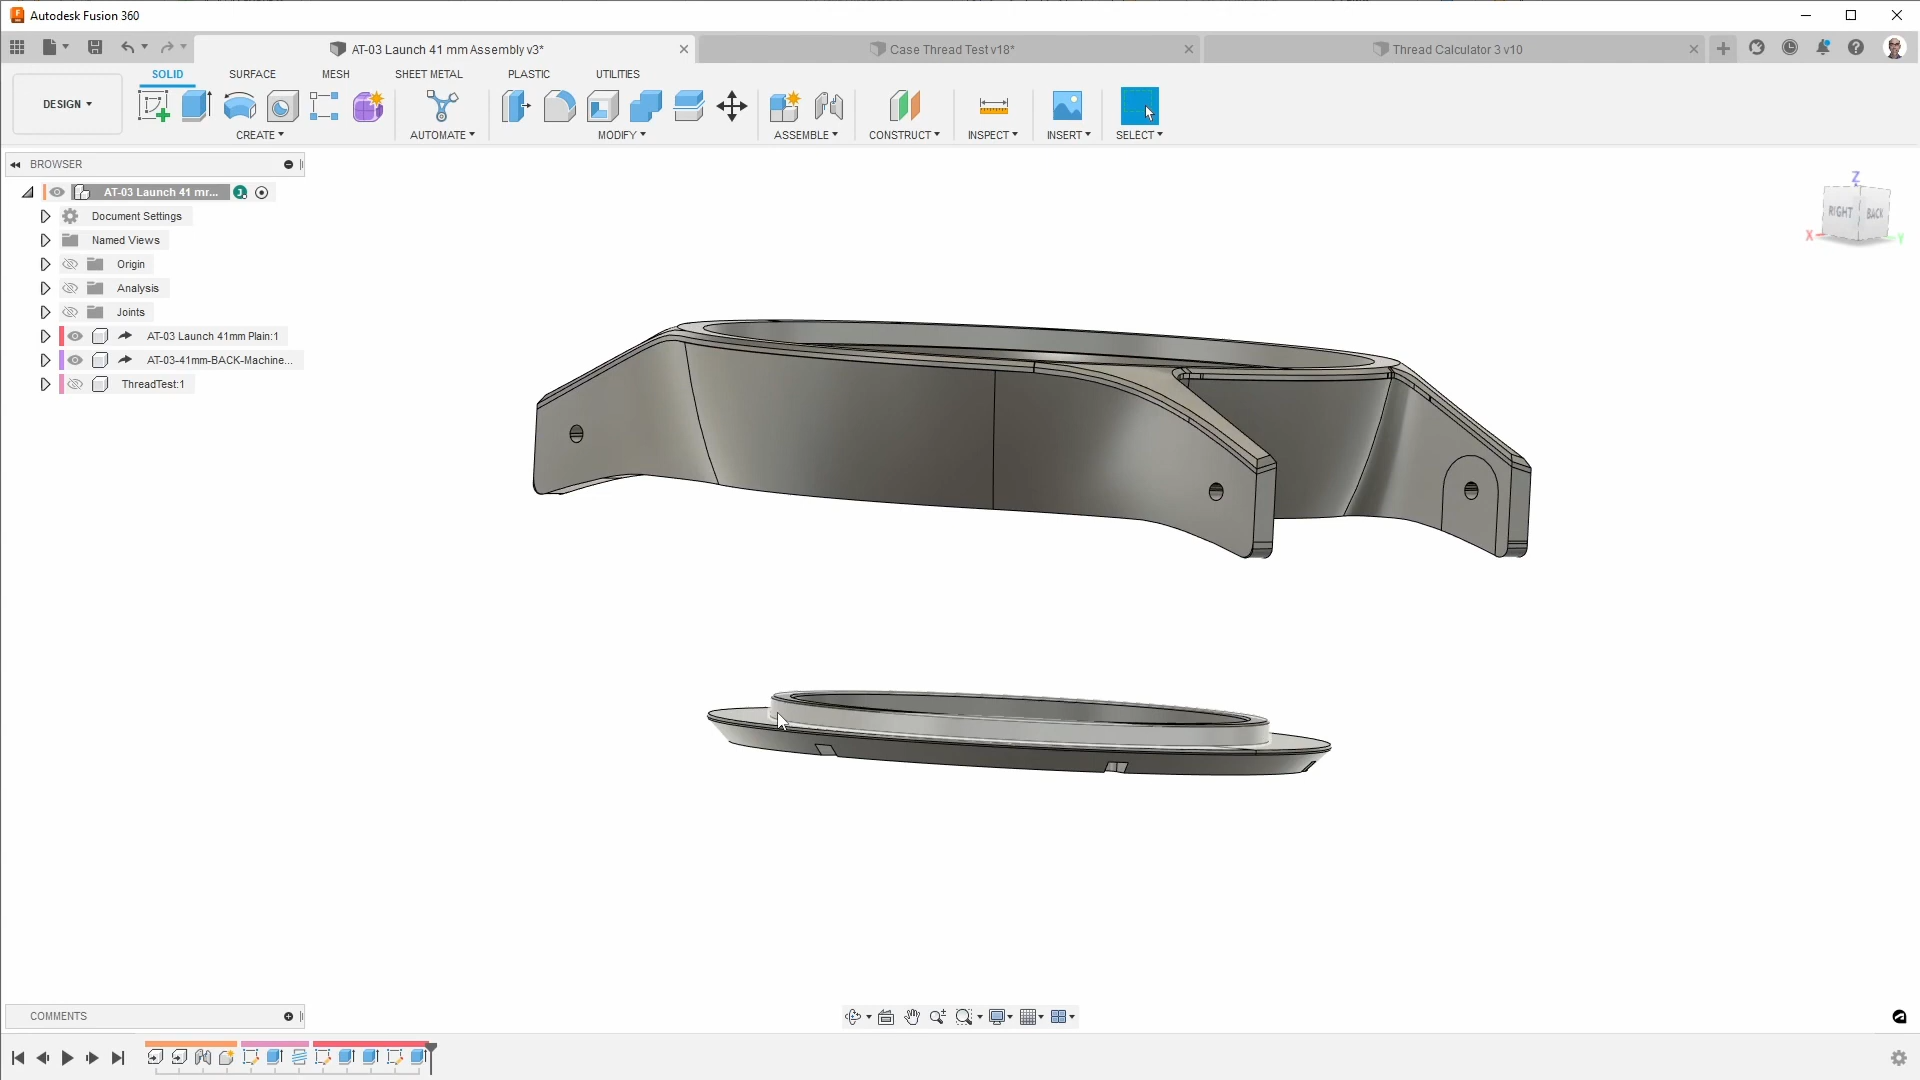 Autodesk Fusion 360
AT-03 Launch 41 mm Assembly v3*
Case Thread Test v18*
Thread Calculator 3 v10
DESIGN
SOLID
SURFACE
MESH
SHEET METAL
PLASTIC
UTILITIES
CREATE
AUTOMATE
MODIFY
ASSEMBLE
CONSTRUCT
INSPECT
INSERT
SELECT
BROWSER
AT-03 Launch 41 mr...
Document Settings
Named Views
Origin
Analysis
Joints
AT-03 Launch 41mm Plain:1
AT-03-41mm-BACK-Machine...
ThreadTest:1
Z
RIGHT
BACK
X
Y
COMMENTS